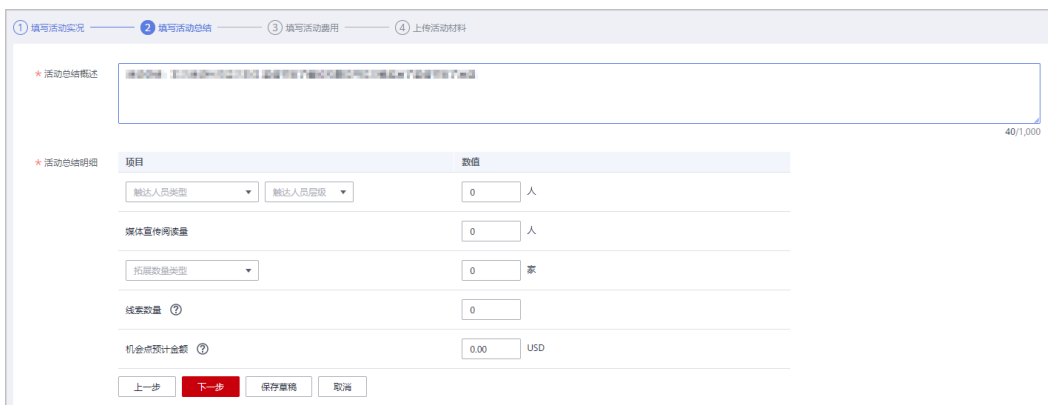 1 填写活动实况 2 填写活动总结 3 填写活动费用 4 上传活动材料
* 活动总结概述
40/1,000
* 活动总结明细 项目 数值
触达人员类型 触达人员层级 0 人
媒体宣传阅读量 0 人
拓展数量类型 0 家
线索数量 ? 0
机会点预计金额 ? 0.00 USD
上一步 下一步 保存草稿 取消